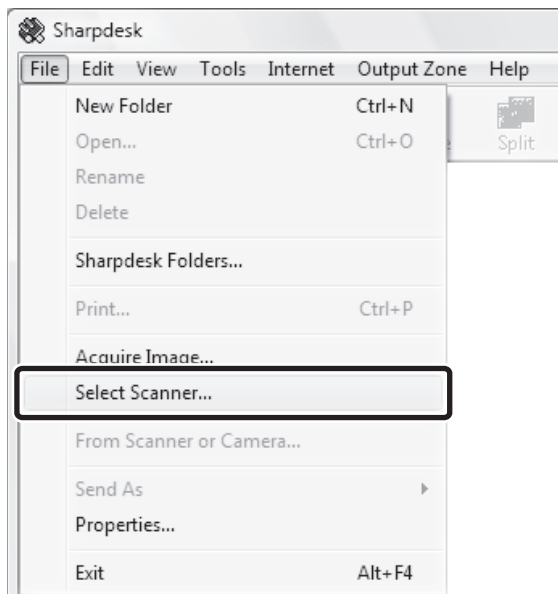 Sharpdesk
File Edit View Tools Internet Output Zone Help
New Folder Ctrl+N
Open... Ctrl+O
Split
Rename
Delete
Sharpdesk Folders...
Print... Ctrl+P
Acquire Image...
Select Scanner...
From Scanner or Camera...
Send As
Properties...
Exit Alt+F4